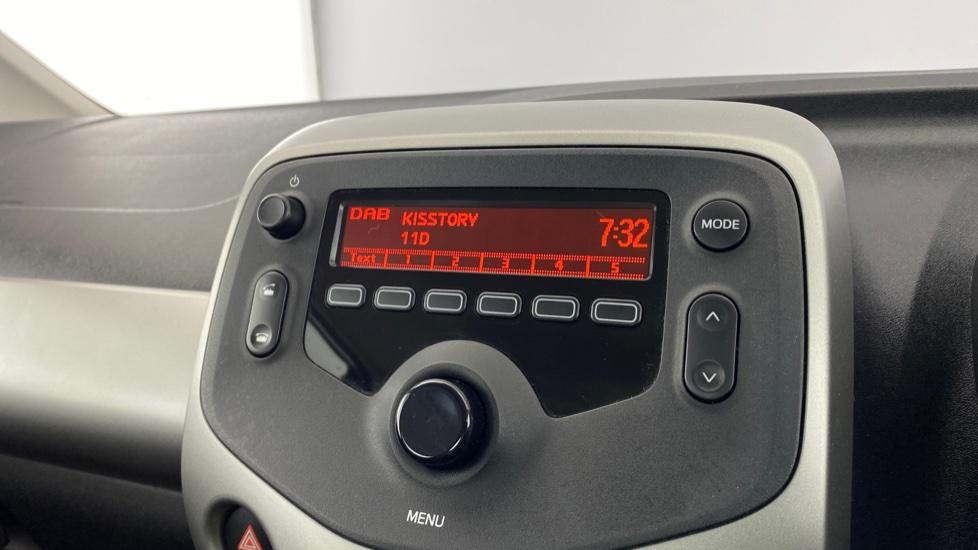 DAB KISSTORY 7:32
11D
Text 1 2 3 4 5
MODE
MENU